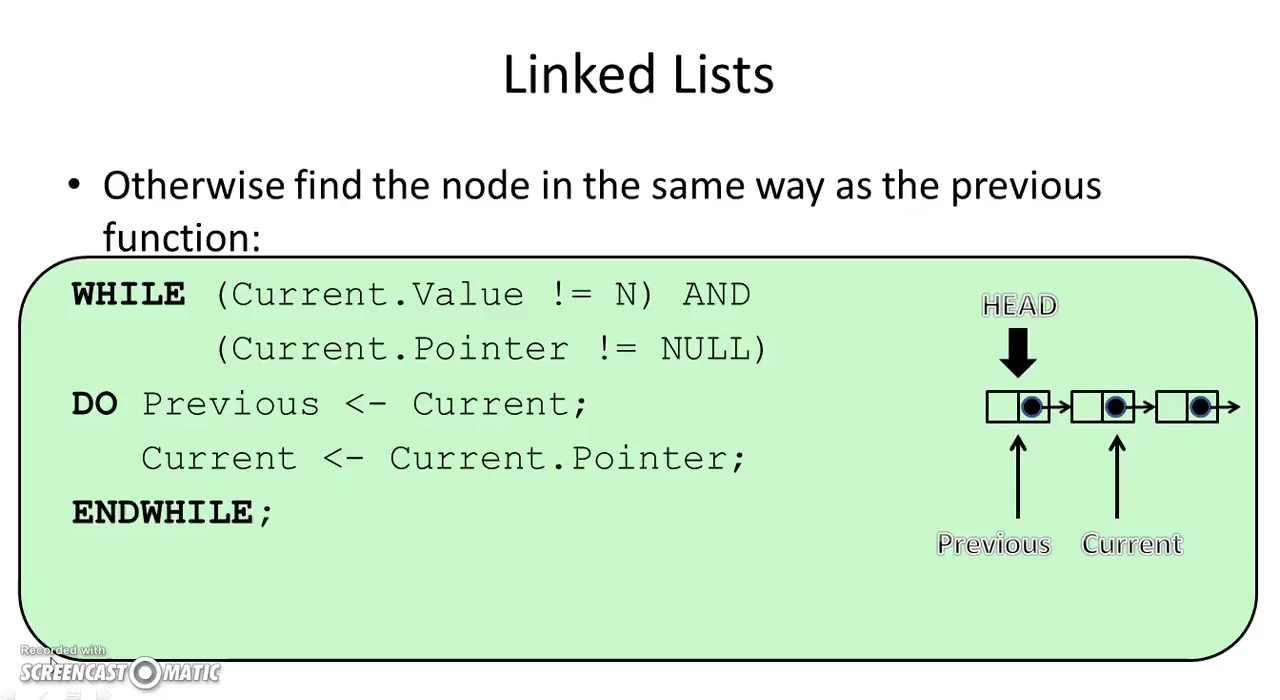 Linked Lists
• Otherwise find the node in the same way as the previous
function:
WHILE (Current.Value != N) AND
(Current.Pointer != NULL)
DO Previous <- Current;
Current <- Current.Pointer;
ENDWHILE;
HEAD
Previous Current
Recorded with
SCREENCAST MATIC